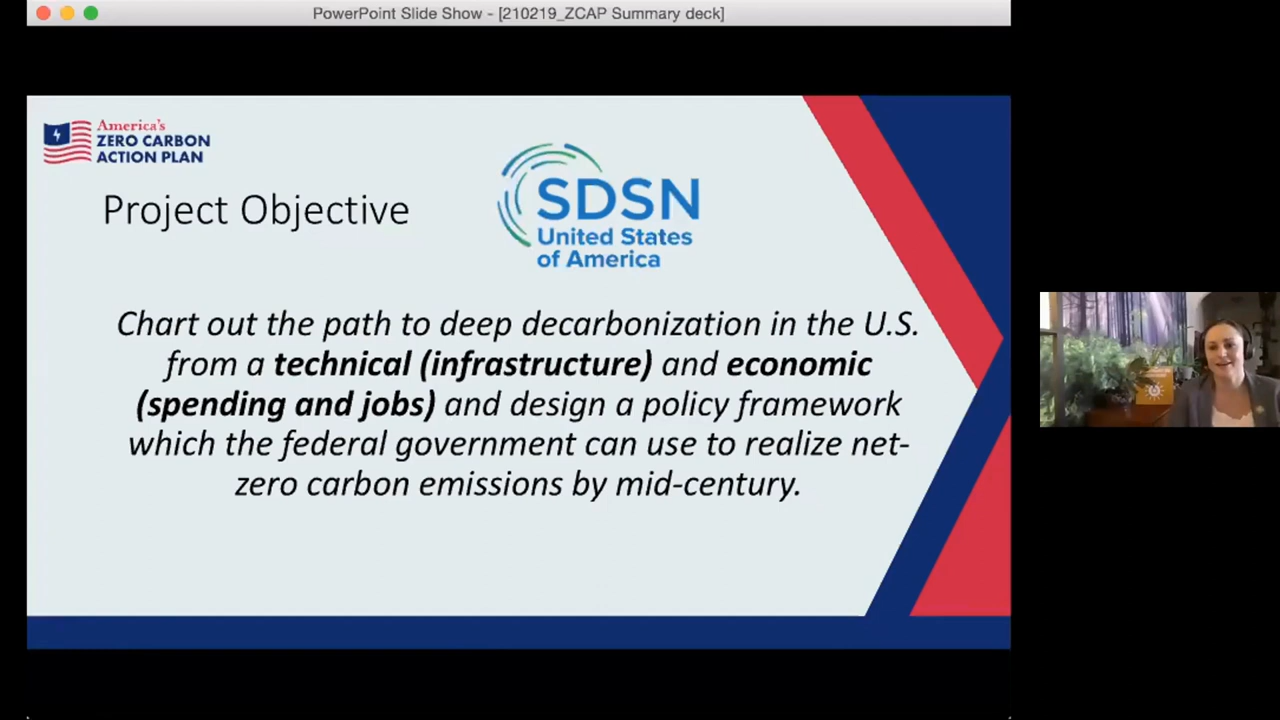 PowerPoint Slide Show - [210219_ZCAP Summary deck]
America's
ZERO CARBON
ACTION PLAN
SDSN
United States
of America
Project Objective
Chart out the path to deep decarbonization in the U.S.
from a technical (infrastructure) and economic
(spending and jobs) and design a policy framework
which the federal government can use to realize net-
zero carbon emissions by mid-century.